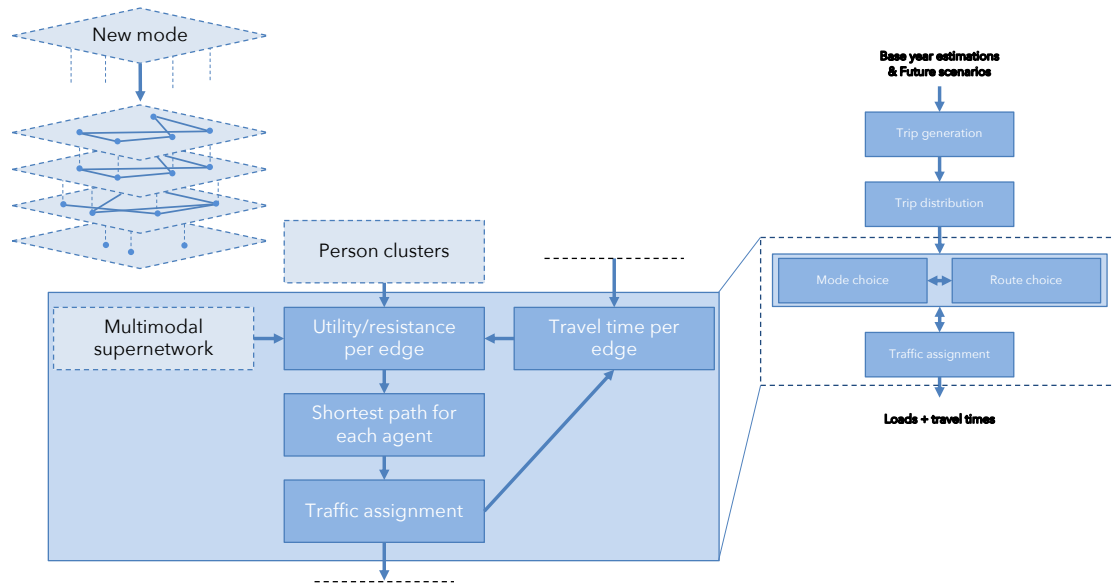 New mode
Person clusters
Multimodal
supernetwork
Utility/resistance
per edge
Travel time per
edge
Shortest path for
each agent
Traffic assignment
Base year estimations
& Future scenarios
Trip generation
Trip distribution
Mode choice
Route choice
Traffic assignment
Loads + travel times